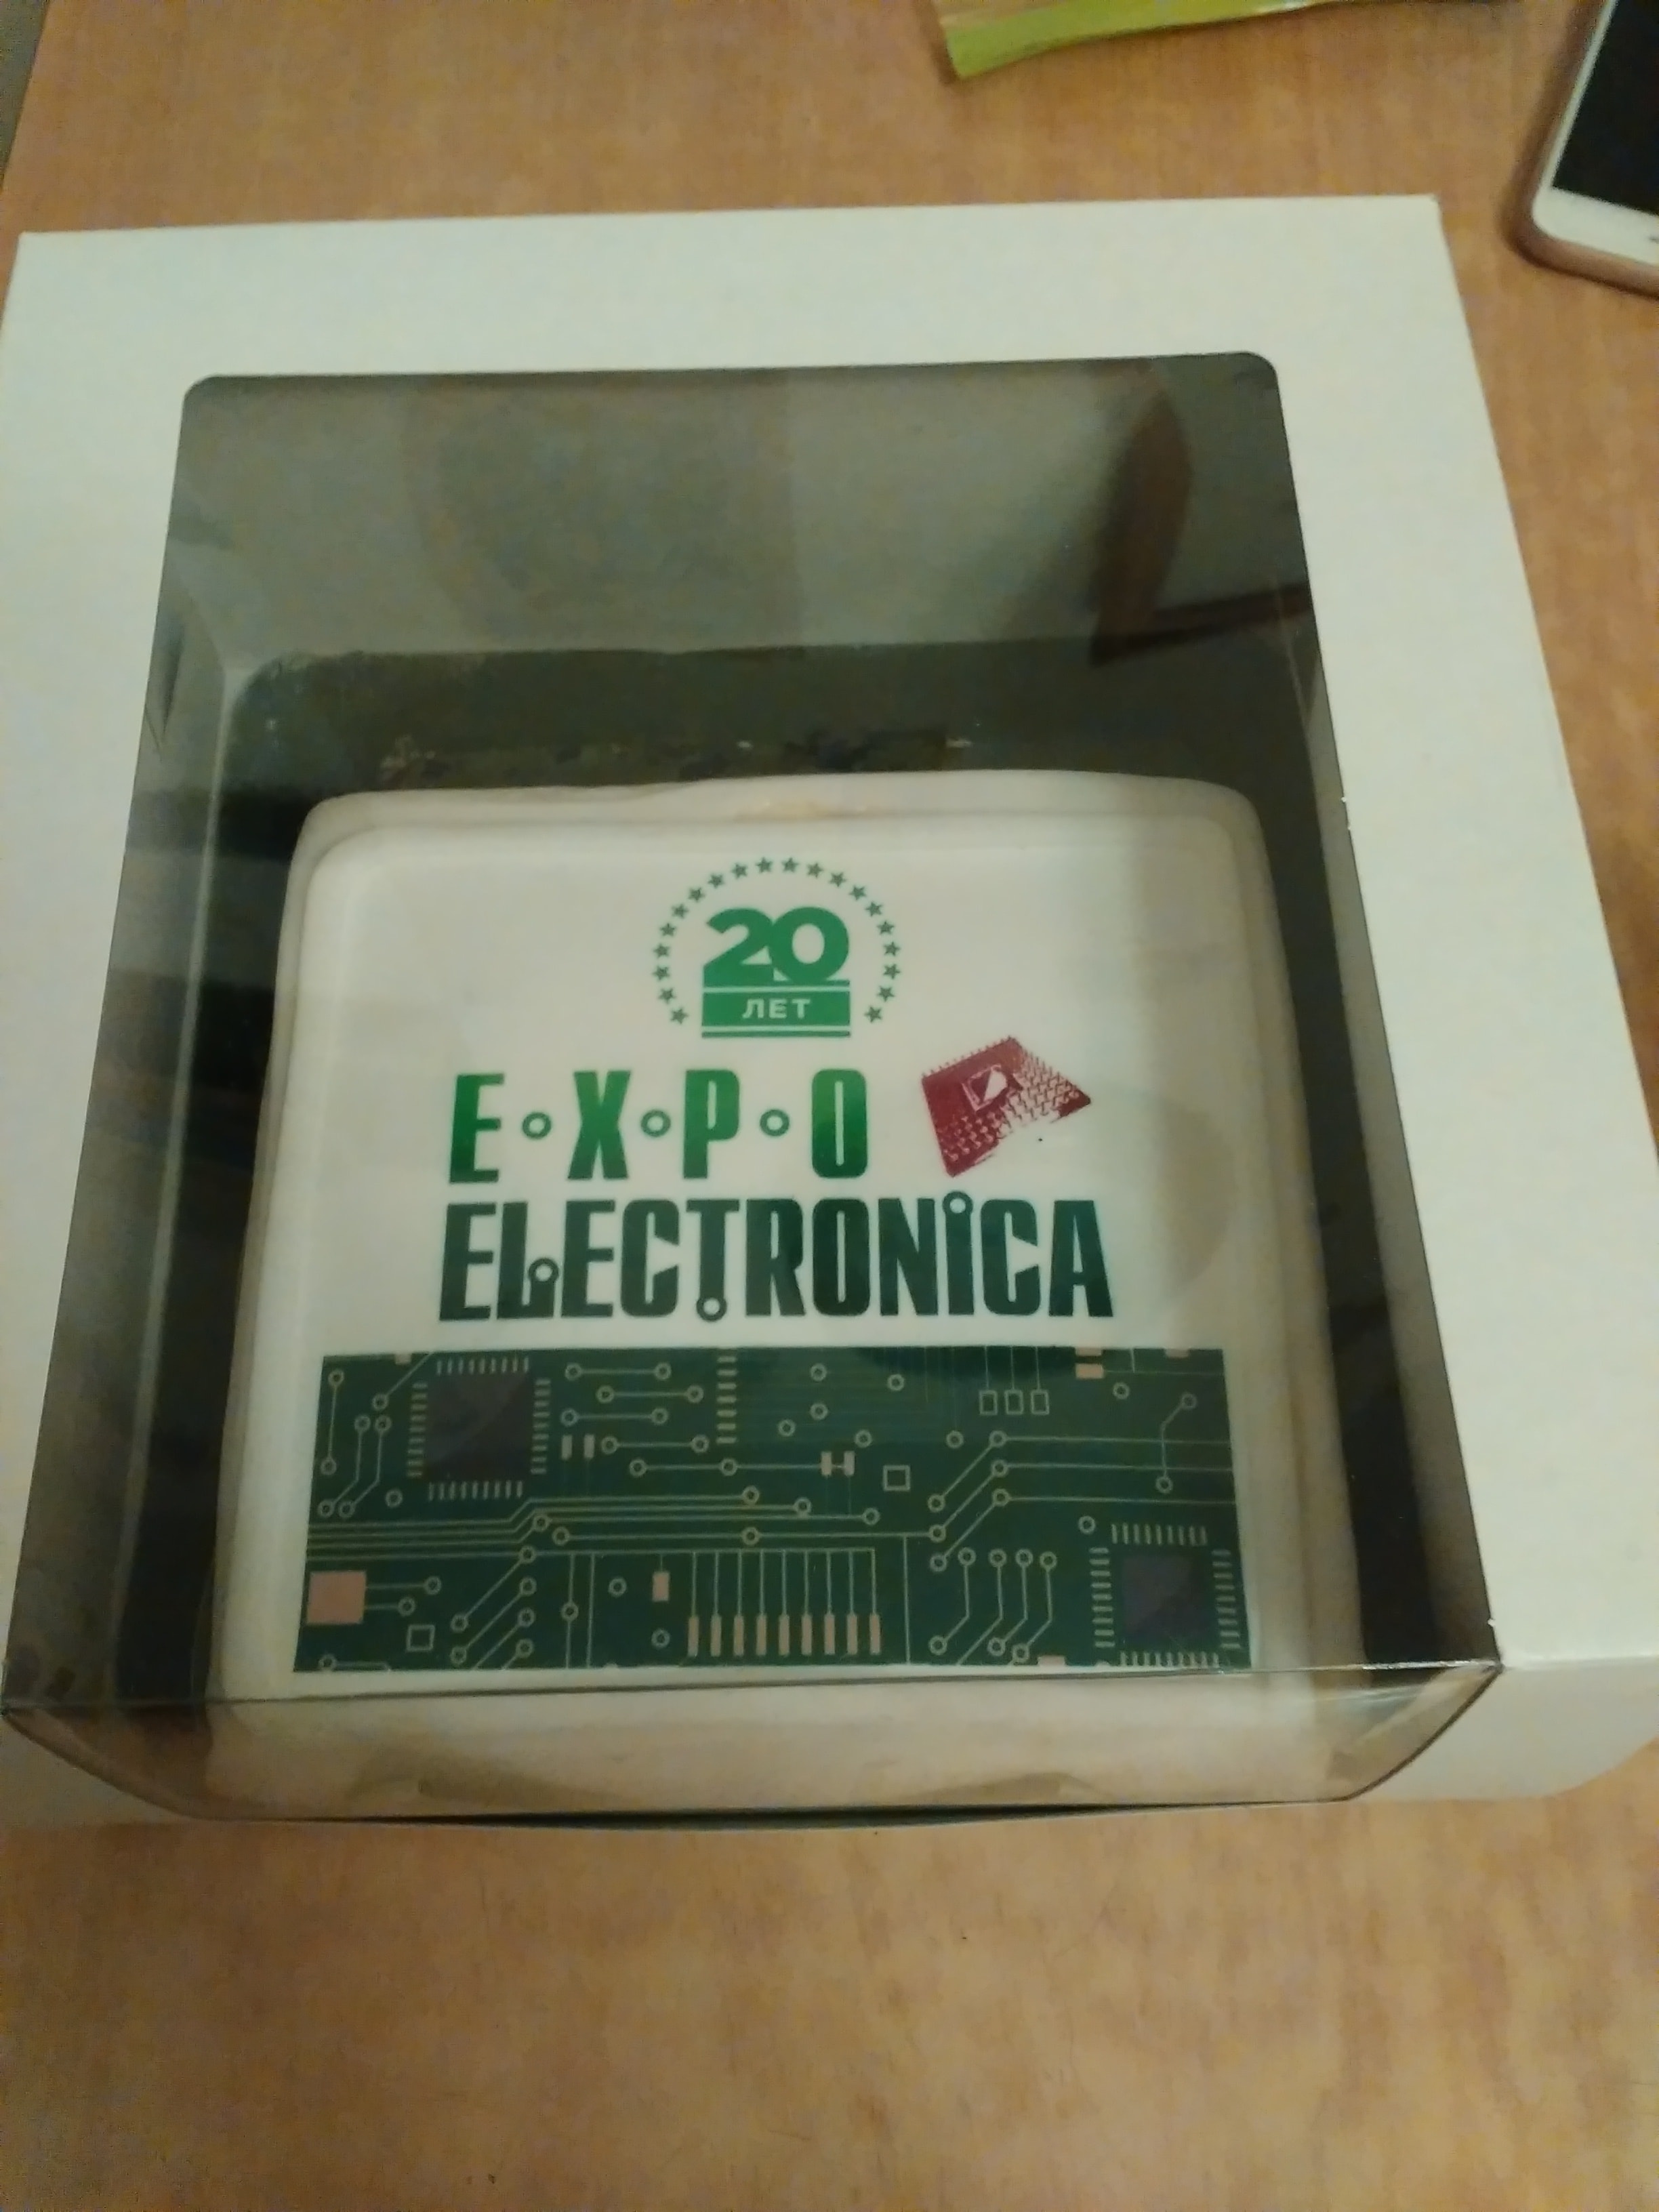 20
ЛЕТ
E·X·P·O
ELECTRONICA